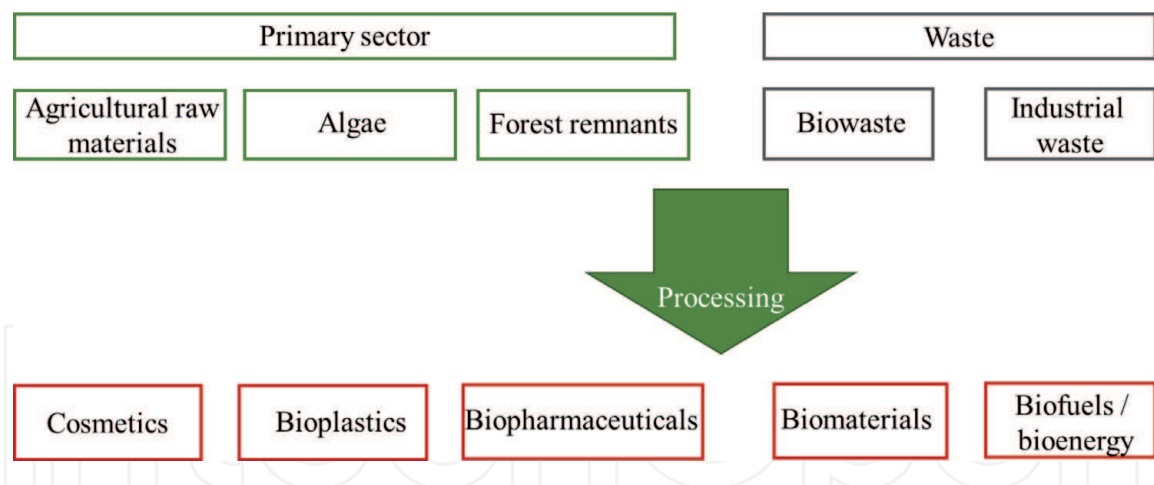 Primary sector
Waste
Agricultural raw
materials
Algae
Forest remnants
Biowaste
Industrial
waste
Processing
Cosmetics
Bioplastics
Biopharmaceuticals
Biomaterials
Biofuels /
bioenergy